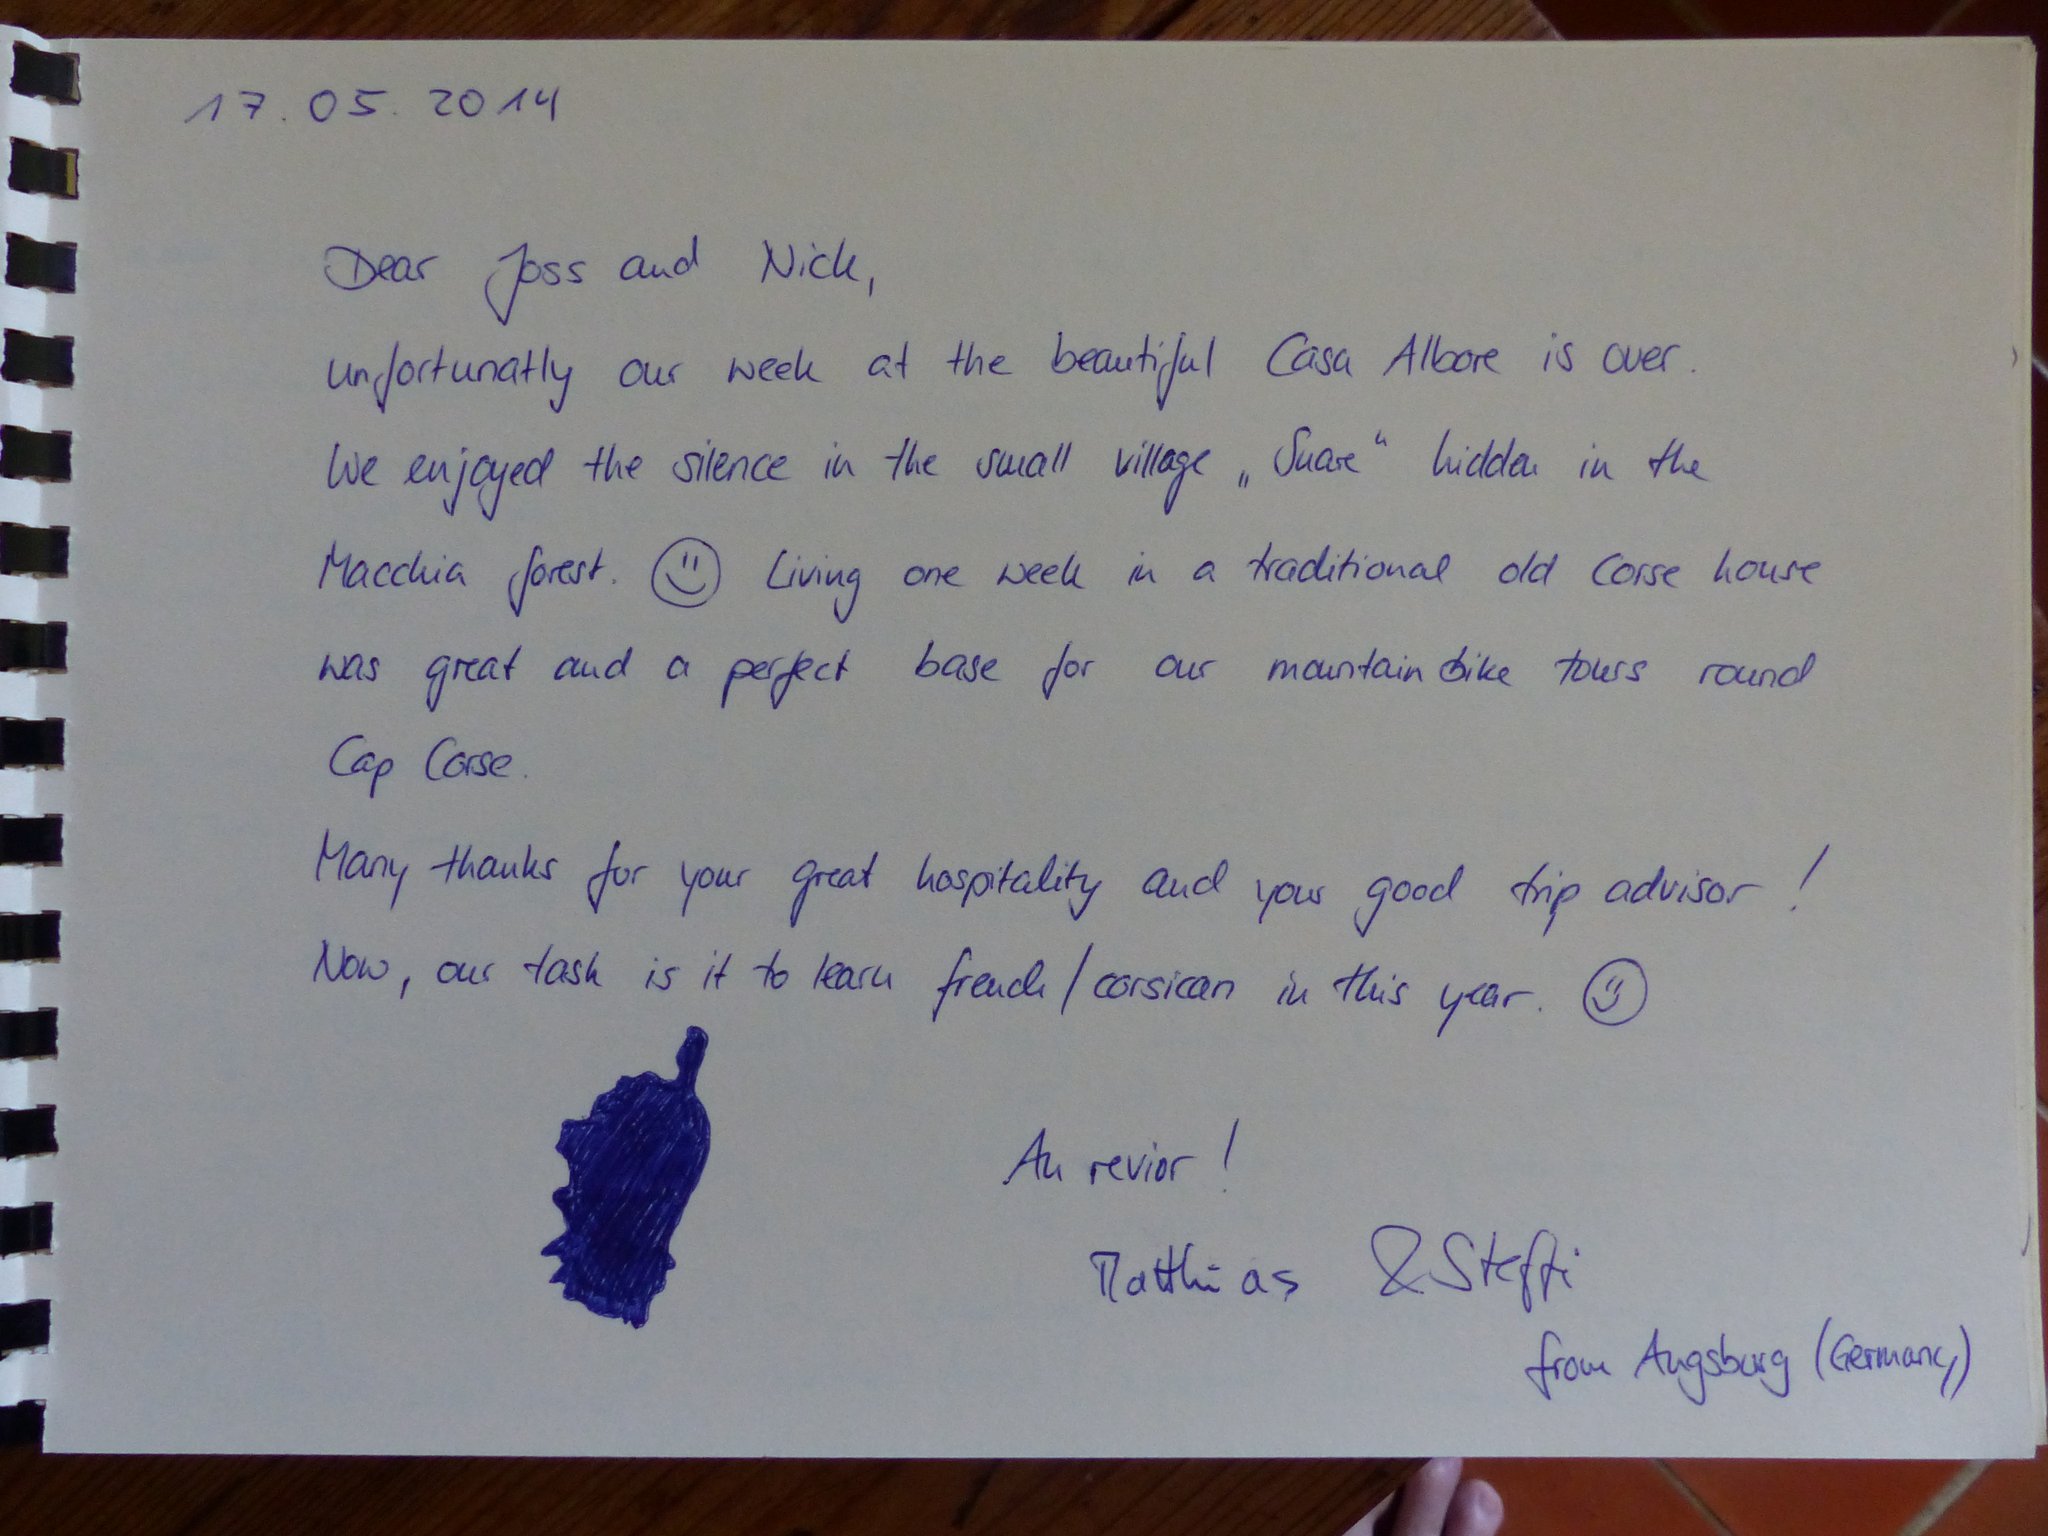 17.05.2014
Dear Joss and Nick,
unfortunatly our week at the beautiful Casa Albore is over.
We enjoyed the silence in the small village „Suare“ hidden in the
Macchia forest. Living one week in a traditional old Corse house
was great and a perfect base for our mountainbike tours round
Cap Corse.
Many thanks for your great hospitality and your good trip advisor!
Now, our task is it to learn french/corsican in this year.
Au revior!
Matthias & Steffi
from Augsburg (Germany)